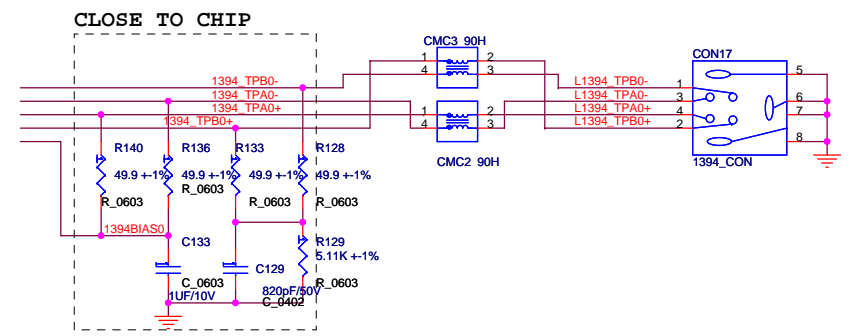 CLOSE TO CHIP
CMC3 90H
1 2
4 3
CON17
1394_TPB0-
1394_TPA0-
1394_TPA0+
1394_TPB0+
1 2
4 3
CMC2 90H
L1394_TPB0-
L1394_TPA0-
L1394_TPA0+
L1394_TPB0+
1
3
4
2
5
6
7
8
1394_CON
R140
49.9 +-1%
R_0603
R136
49.9 +-1%
R_0603
R133
49.9 +-1%
R_0603
R128
49.9 +-1%
R_0603
1394BIAS0
C133
C_0603
1UF/10V
C129
820pF/50V
C_0402
R129
5.11K +-1%
R_0603